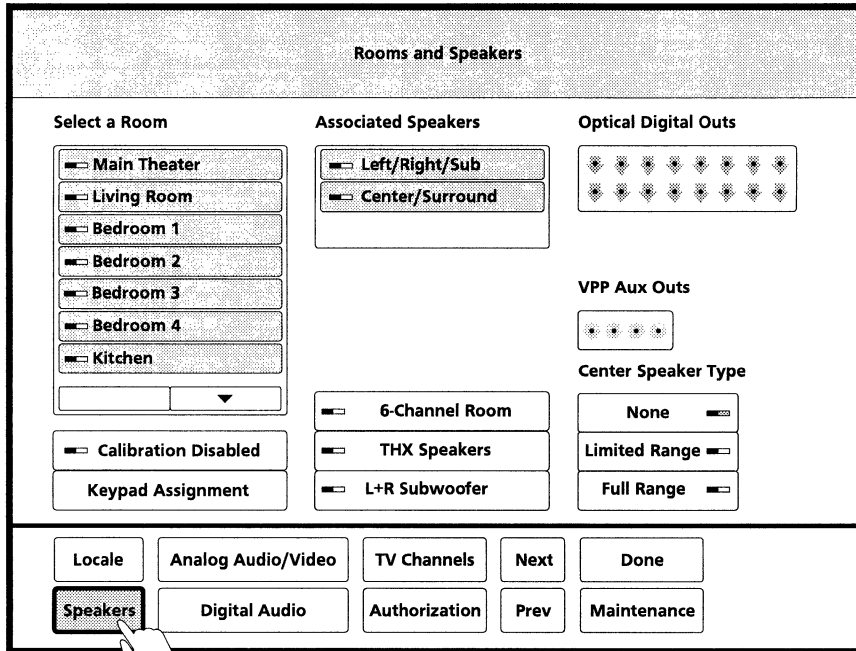 Rooms and Speakers
Select a Room
Main Theater
Living Room
Bedroom 1
Bedroom 2
Bedroom 3
Bedroom 4
Kitchen
Calibration Disabled
Keypad Assignment
Associated Speakers
Left/Right/Sub
Center/Surround
6-Channel Room
THX Speakers
L+R Subwoofer
Optical Digital Outs
VPP Aux Outs
Center Speaker Type
None
Limited Range
Full Range
Locale
Analog Audio/Video
TV Channels
Next
Done
Speakers
Digital Audio
Authorization
Prev
Maintenance